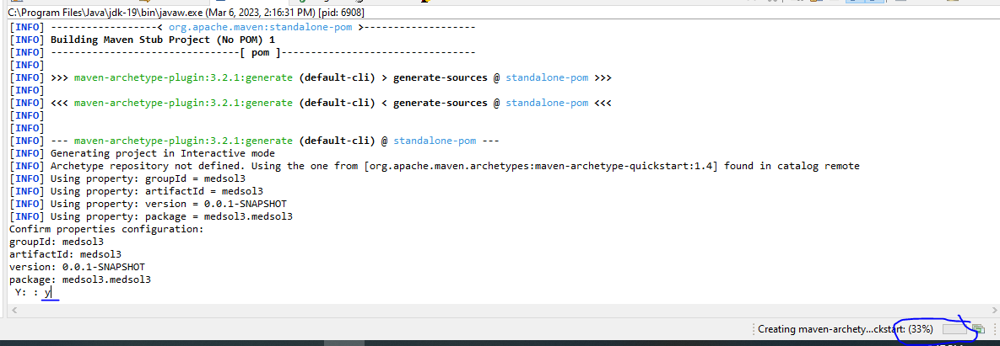 C:\Program Files\Java\jdk-19\bin\javaw.exe (Mar 6, 2023, 2:16:31 PM) [pid: 6908]
[INFO] ------------------< org.apache.maven:standalone-pom >-------------------
[INFO] Building Maven Stub Project (No POM) 1
[INFO] --------------------------------[ pom ]---------------------------------
[INFO]
[INFO] >>> maven-archetype-plugin:3.2.1:generate (default-cli) > generate-sources @ standalone-pom >>>
[INFO]
[INFO] <<< maven-archetype-plugin:3.2.1:generate (default-cli) < generate-sources @ standalone-pom <<<
[INFO]
[INFO]
[INFO] --- maven-archetype-plugin:3.2.1:generate (default-cli) @ standalone-pom ---
[INFO] Generating project in Interactive mode
[INFO] Archetype repository not defined. Using the one from [org.apache.maven.archetypes:maven-archetype-quickstart:1.4] found in catalog remote
[INFO] Using property: groupId = medsol3
[INFO] Using property: artifactId = medsol3
[INFO] Using property: version = 0.0.1-SNAPSHOT
[INFO] Using property: package = medsol3.medsol3
Confirm properties configuration:
groupId: medsol3
artifactId: medsol3
version: 0.0.1-SNAPSHOT
package: medsol3.medsol3
Y: : y
Creating maven-archety...ckstart: (33%)